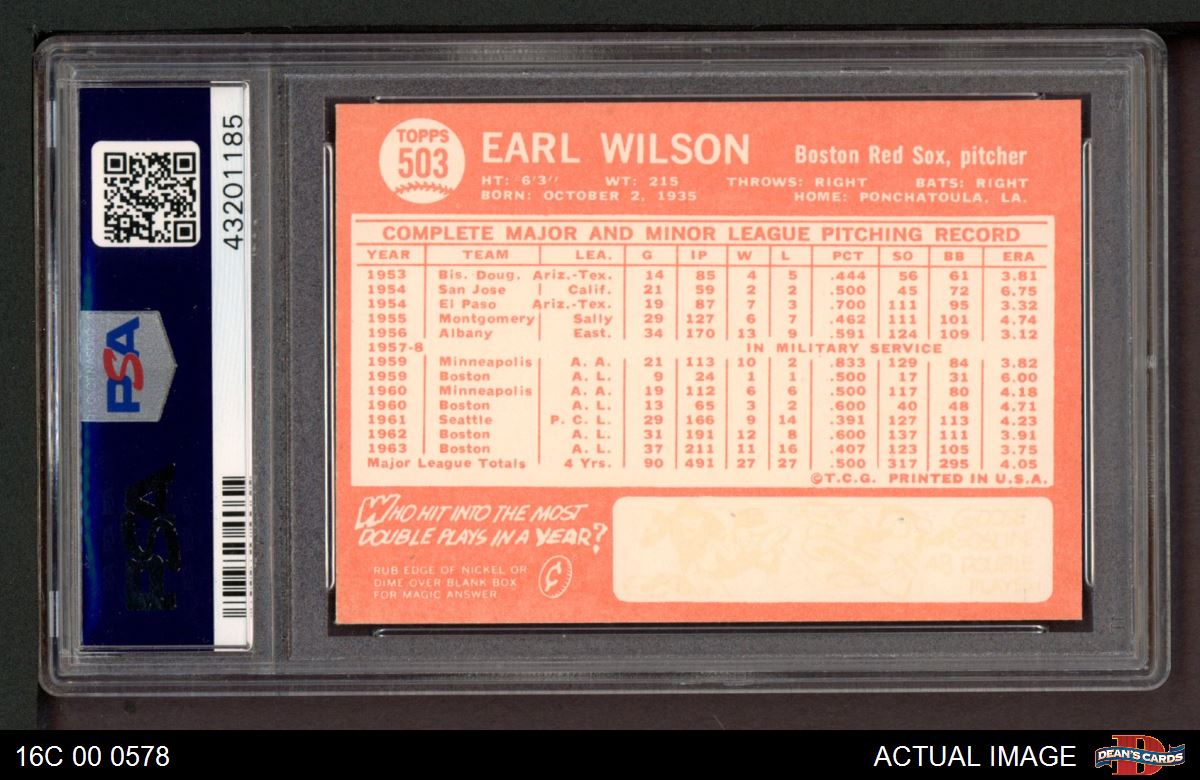 43201185
PSA
PSA
TOPPS
503
EARL WILSON
Boston Red Sox, pitcher
HT: 6'3" WT: 215 THROWS: RIGHT BATS: RIGHT
BORN: OCTOBER 2, 1935 HOME: PONCHATOULA, LA.
COMPLETE MAJOR AND MINOR LEAGUE PITCHING RECORD
YEAR TEAM LEA. G IP W L PCT SO BB ERA
1953 Bis. Doug. Ariz.-Tex. 14 85 4 5 .444 56 61 3.81
1954 San Jose Calif. 21 59 2 2 .500 45 72 6.75
1954 El Paso Ariz.-Tex. 19 87 7 3 .700 111 95 3.32
1955 Montgomery Sally 29 127 6 7 .462 111 101 4.74
1956 Albany East. 34 170 13 9 .591 124 109 3.12
1957-8 IN MILITARY SERVICE
1959 Minneapolis A. A. 21 113 10 2 .833 129 84 3.82
1959 Boston A. L. 9 24 1 1 .500 17 31 6.00
1960 Minneapolis A. A. 19 112 6 6 .500 117 80 4.18
1960 Boston A. L. 13 65 3 2 .600 40 48 4.71
1961 Seattle P. C. L. 29 166 9 14 .391 127 113 4.23
1962 Boston A. L. 31 191 12 8 .600 137 111 3.91
1963 Boston A. L. 37 211 11 16 .407 123 105 3.75
Major League Totals 4 Yrs. 90 491 27 27 .500 317 295 4.05
©T.C.G. PRINTED IN U.S.A.
WHO HIT INTO THE MOST
DOUBLE PLAYS IN A YEAR?
RUB EDGE OF NICKEL OR
DIME OVER BLANK BOX
FOR MAGIC ANSWER
16C 00 0578
ACTUAL IMAGE
DEAN'S CARDS